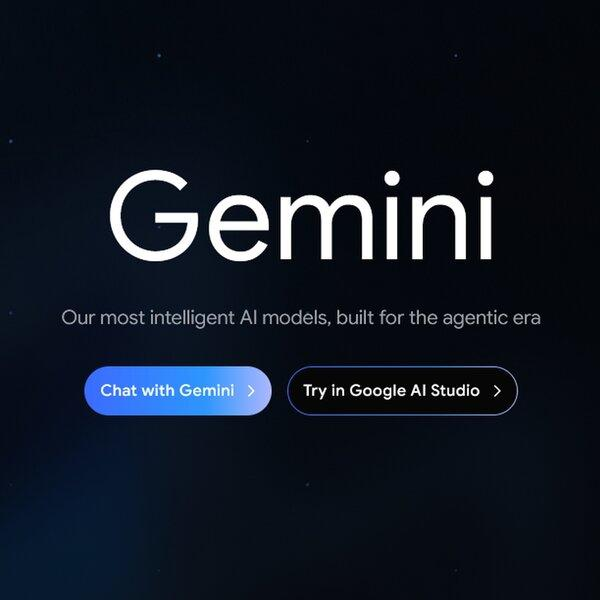 Gemini
Our most intelligent AI models, built for the agentic era
Chat with Gemini
Try in Google AI Studio